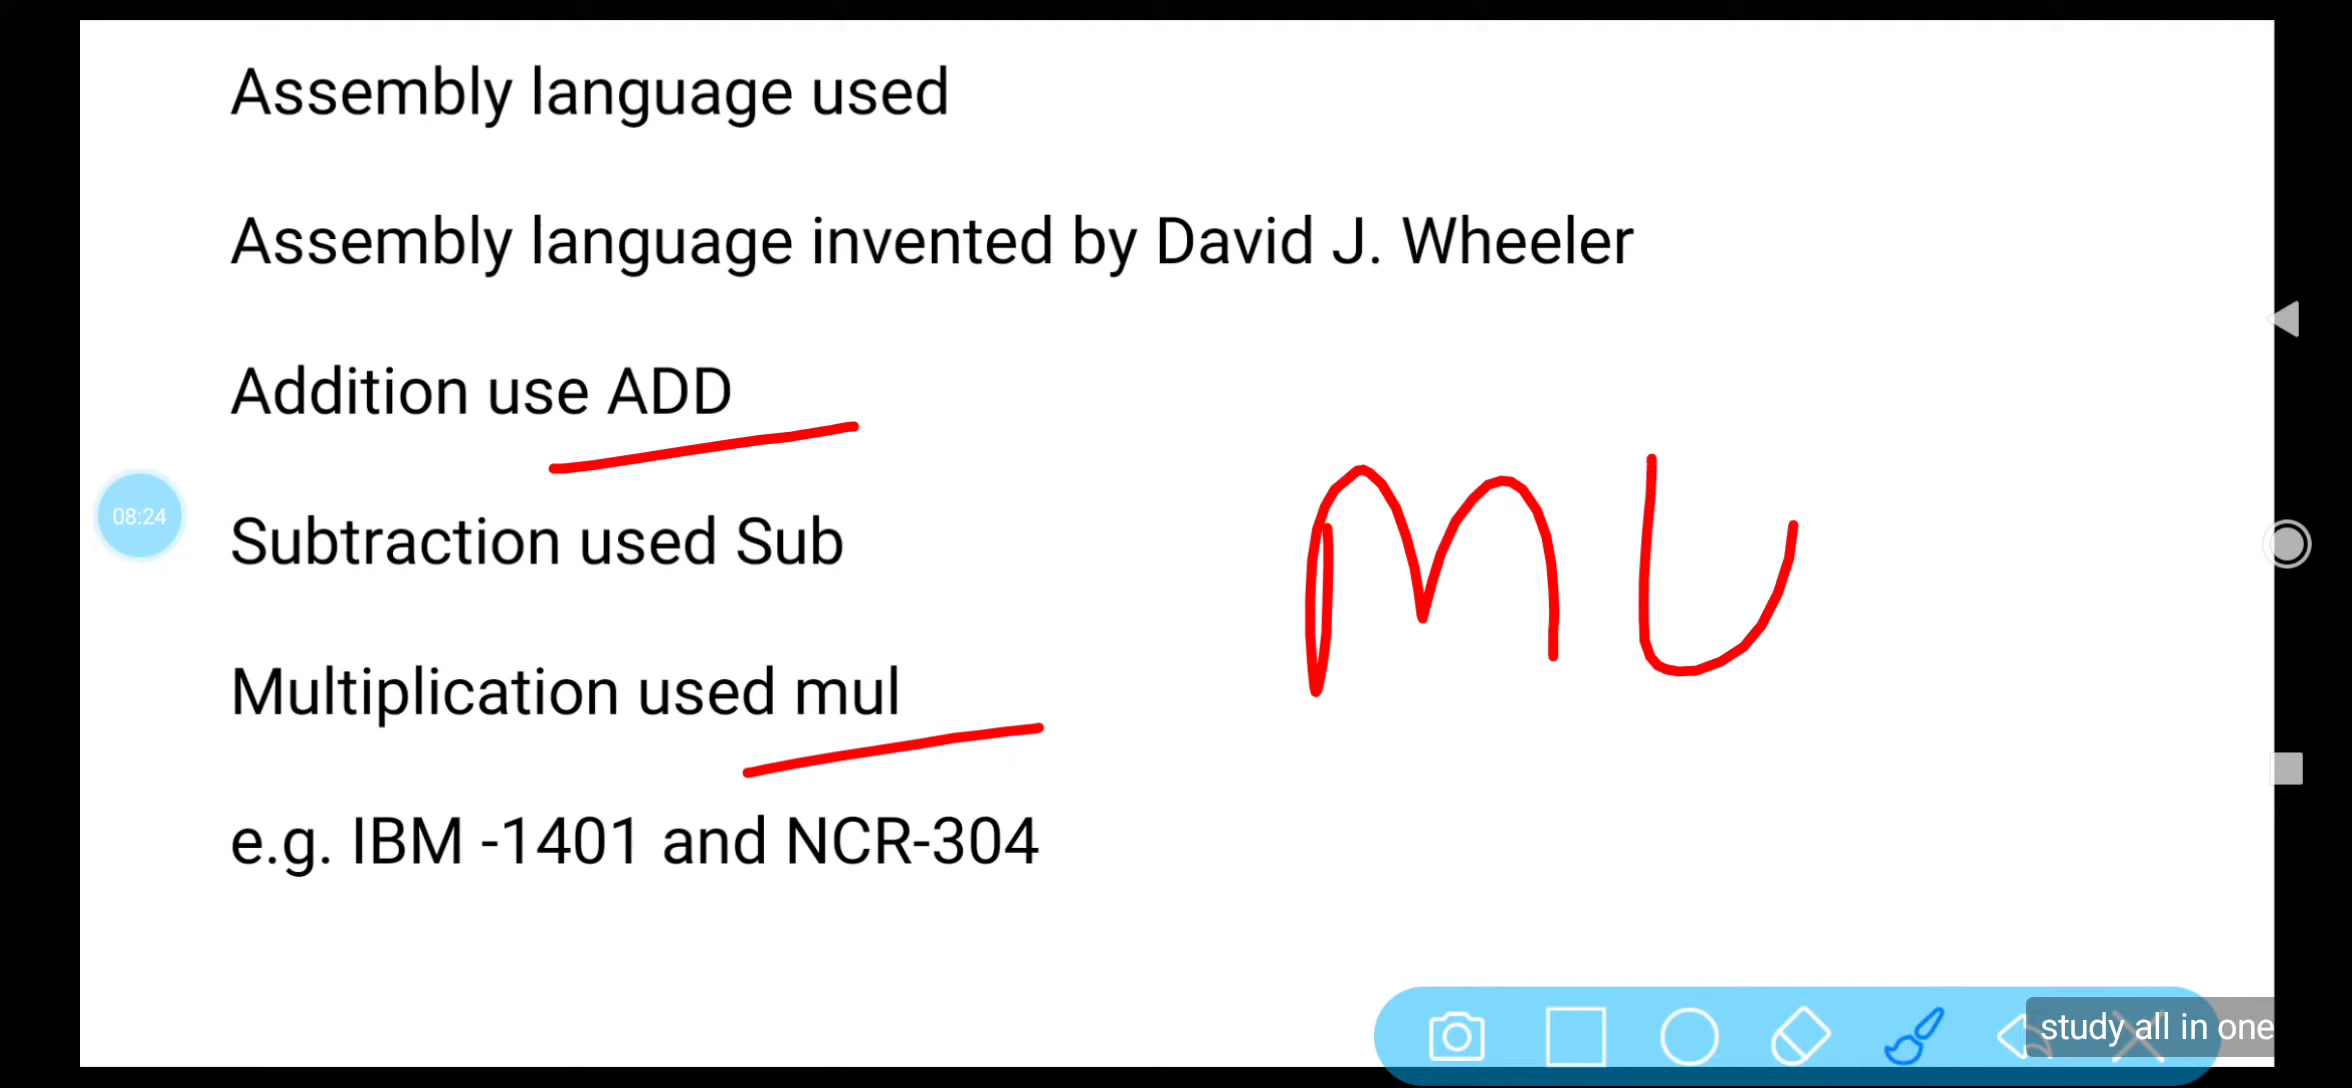 Assembly language used
Assembly language invented by David J. Wheeler
Addition use ADD
08:24
Subtraction used Sub
MU
Multiplication used mul
e.g. IBM -1401 and NCR-304
study all in one